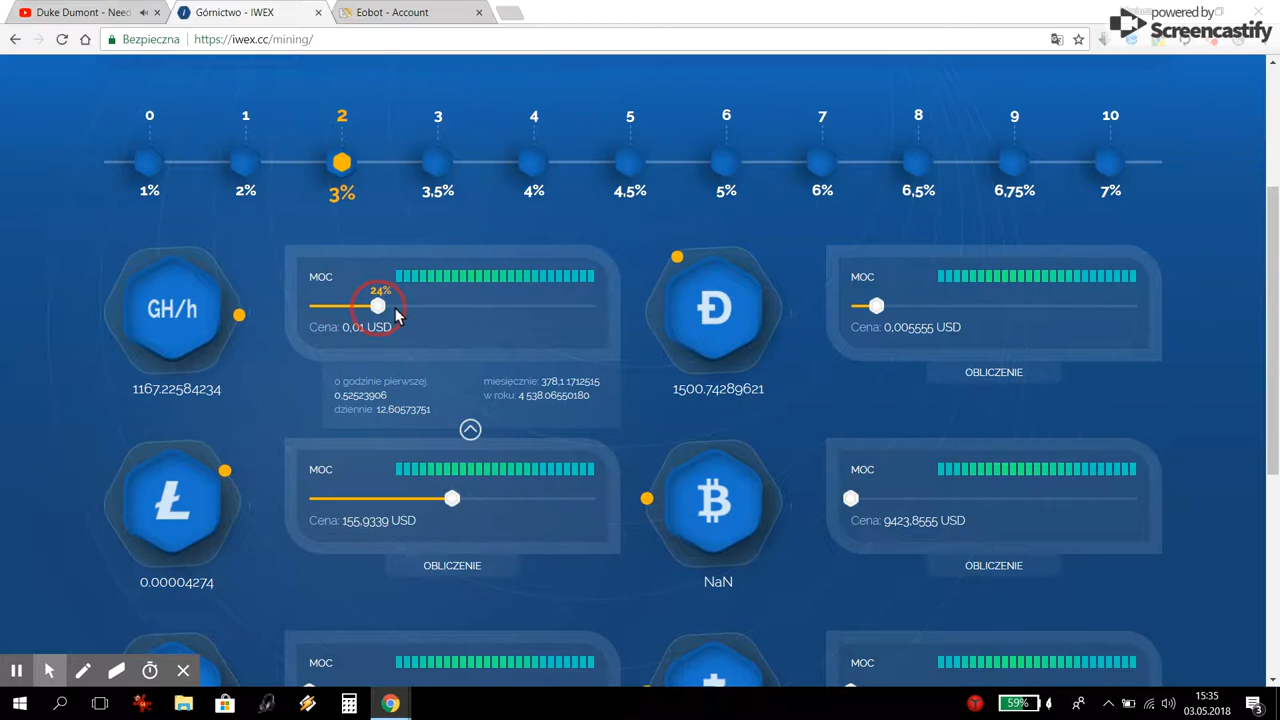 Duke Dumont - Need
Górnictwo - IWEX
Eobot - Account
powered by
Screencastify
Bezpieczna
https://iwex.cc/mining/
0 1 2 3 4 5 6 7 8 9 10
1% 2% 3% 3,5% 4% 4,5% 5% 6% 6,5% 6,75% 7%
GH/h
1167.22584234
MOC
24%
Cena: 0,01 USD
o godzinie pierwszej.
0,52523906
dziennie: 12,60573751
miesięcznie: 378,1 1712515
w roku: 4 538.06550180
Đ
1500.74289621
MOC
Cena: 0,005555 USD
OBLICZENIE
Ł
0.00004274
MOC
Cena: 155,9339 USD
OBLICZENIE
₿
NaN
MOC
Cena: 9423,8555 USD
OBLICZENIE
MOC
MOC
59%
15:35
03.05.2018
3